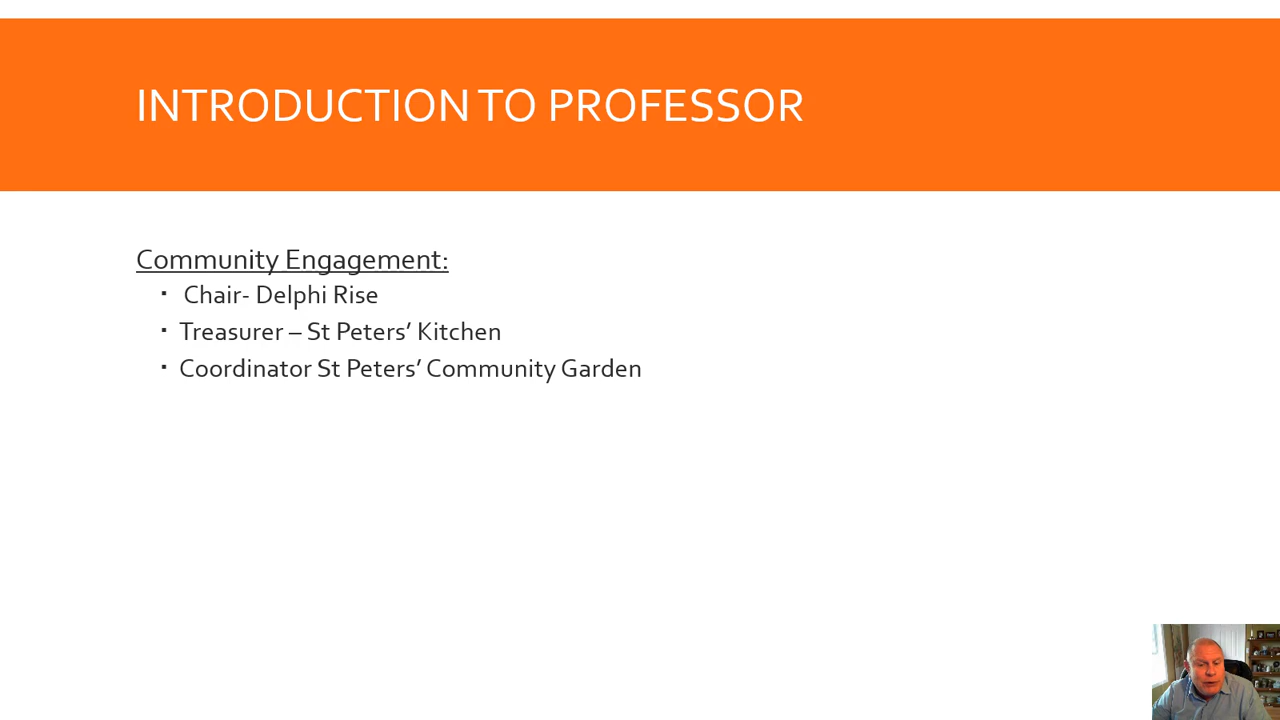 INTRODUCTION TO PROFESSOR
Community Engagement:
▪ Chair- Delphi Rise
▪ Treasurer – St Peters’ Kitchen
▪ Coordinator St Peters’ Community Garden